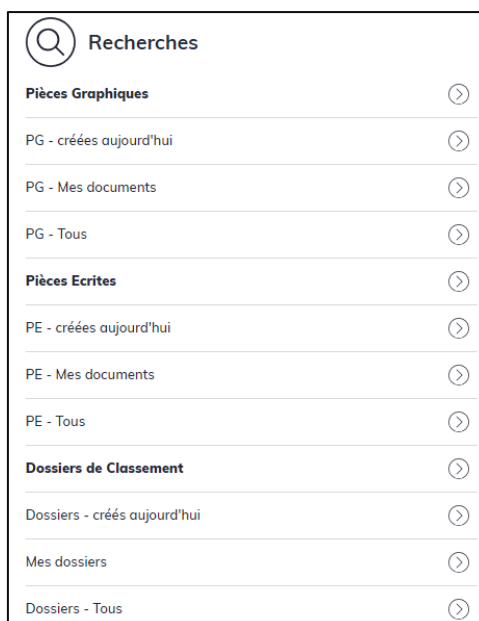 Recherches
Pièces Graphiques
PG - créées aujourd'hui
PG - Mes documents
PG - Tous
Pièces Ecrites
PE - créées aujourd'hui
PE - Mes documents
PE - Tous
Dossiers de Classement
Dossiers - créés aujourd'hui
Mes dossiers
Dossiers - Tous